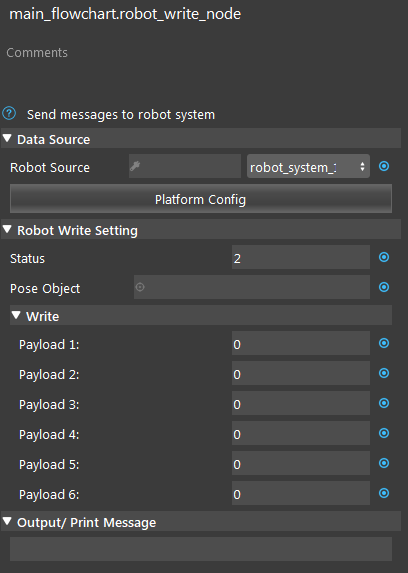 main_flowchart.robot_write_node
Comments
Send messages to robot system
Data Source
Robot Source robot_system_
Platform Config
Robot Write Setting
Status 2
Pose Object
Write
Payload 1: 0
Payload 2: 0
Payload 3: 0
Payload 4: 0
Payload 5: 0
Payload 6: 0
Output/ Print Message